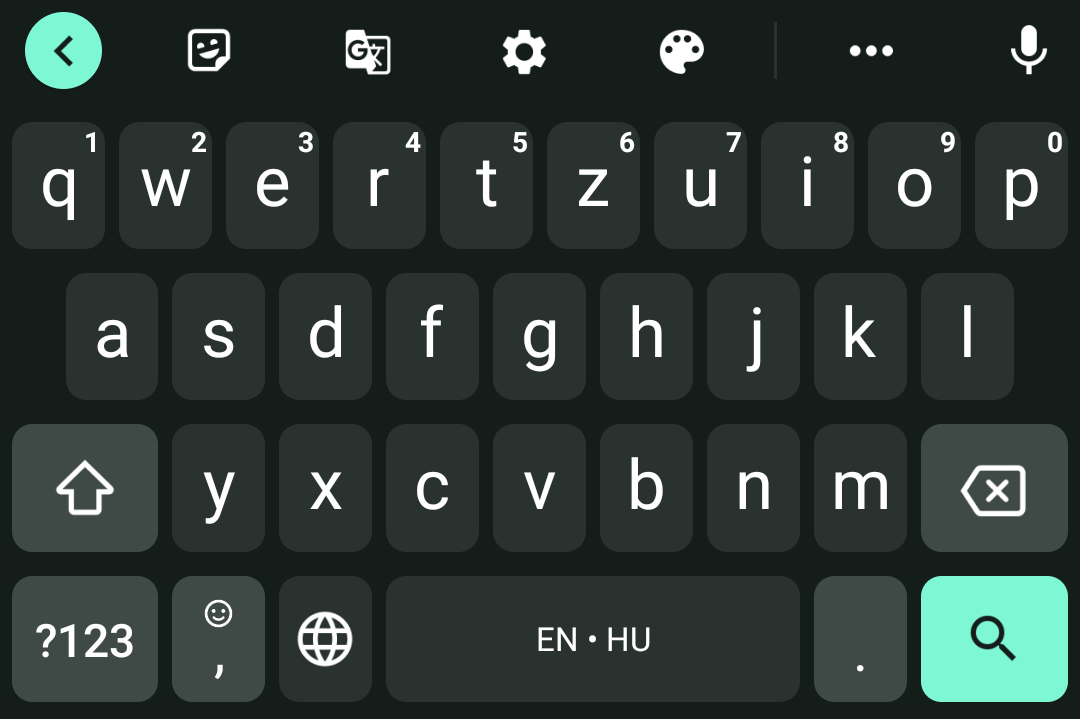 1 2 3 4 5 6 7 8 9 0
q w e r t z u i o p
a s d f g h j k l
y x c v b n m
?123 , EN • HU .